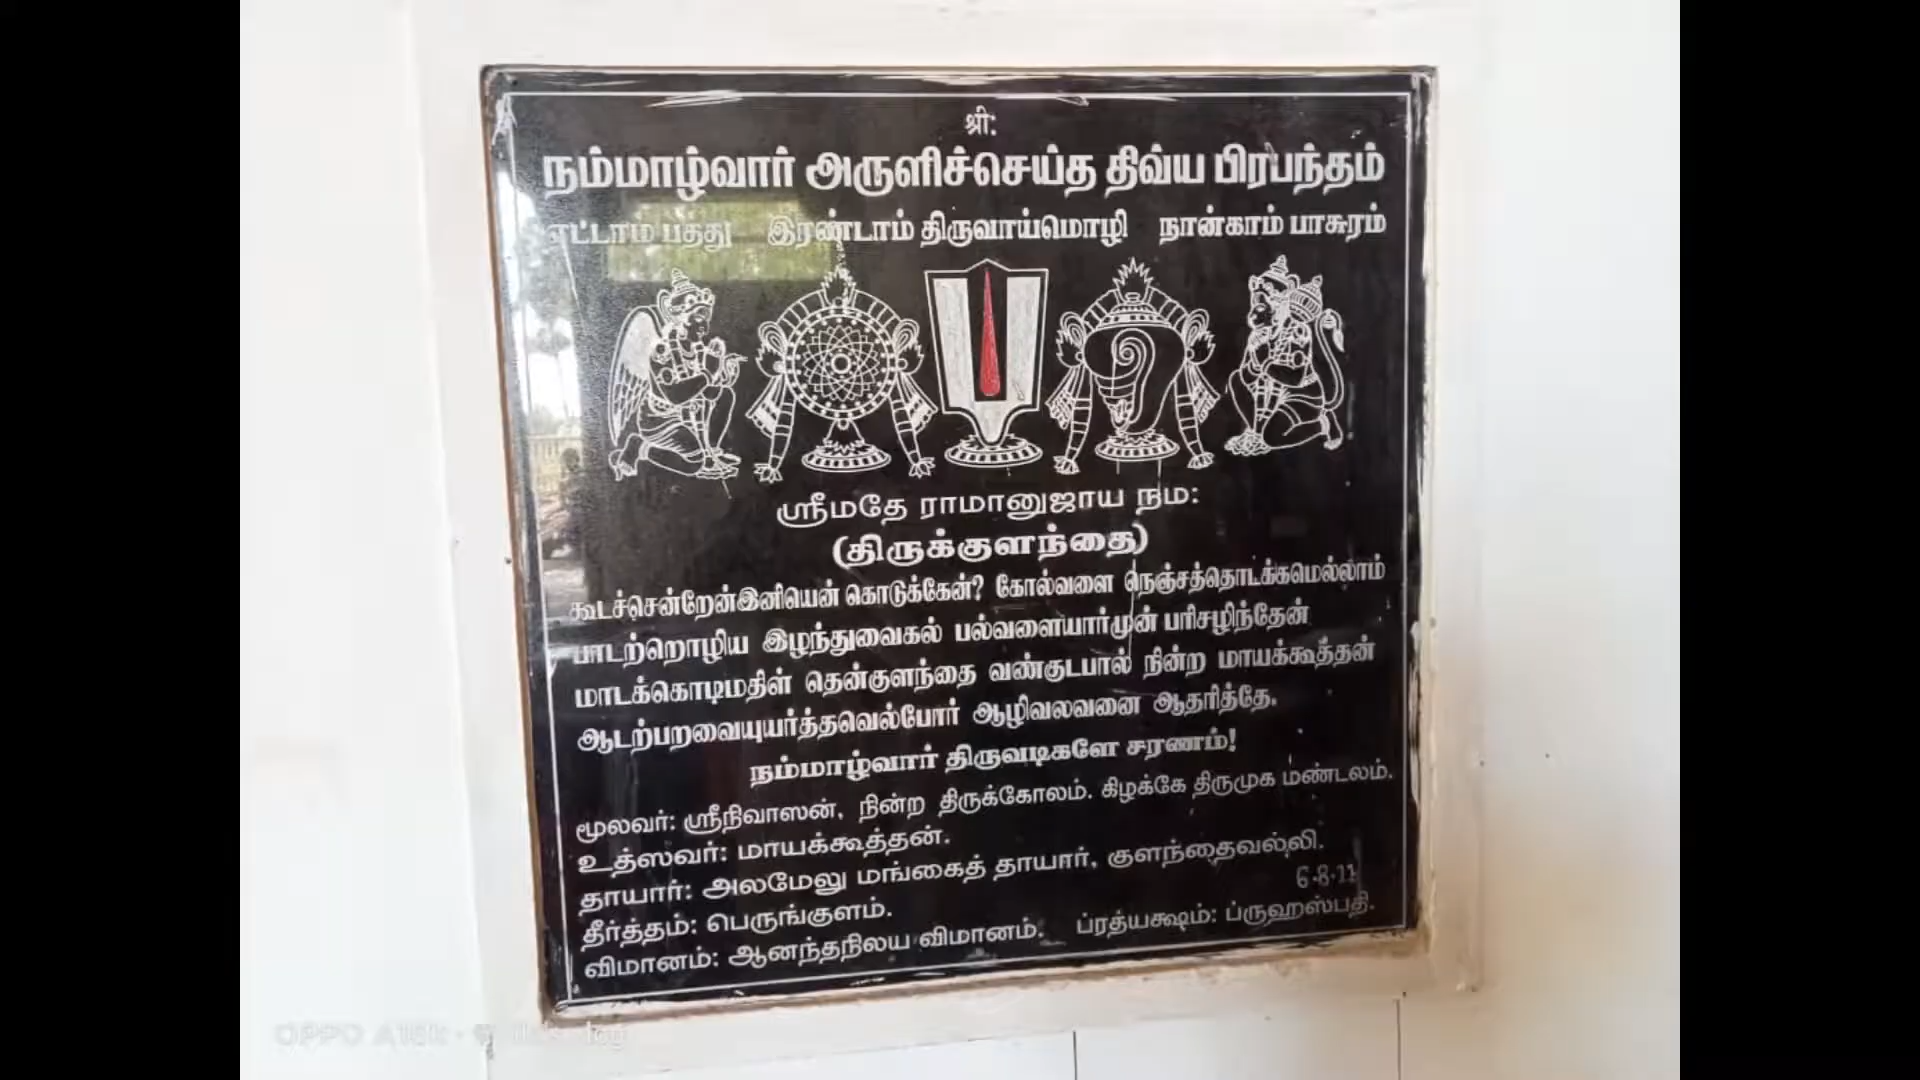 ஸ்ரீ:
நம்மாழ்வார் அருளிச்செய்த திவ்ய பிரபந்தம்
எட்டாம் பத்து இரண்டாம் திருவாய்மொழி நான்காம் பாசுரம்
ஸ்ரீமதே ராமானுஜாய நம:
(திருக்குளந்தை)
கூடச்சென்றேன்இனியென் கொடுக்கேன்? கோல்வளை நெஞ்சத்தொடக்கமெல்லாம்
பாடற்றொழிய இழந்துவைகல் பல்வளையார்முன் பரிசழிந்தேன்
மாடக்கொடிமதிள் தென்குளந்தை வண்குடபால் நின்ற மாயக்கூத்தன்
ஆடற்பறவையுயர்த்தவெல்போர் ஆழிவலவனை ஆதரித்தே.
நம்மாழ்வார் திருவடிகளே சரணம்!
மூலவர்: ஸ்ரீநிவாஸன், நின்ற திருக்கோலம். கிழக்கே திருமுக மண்டலம்.
உத்ஸவர்: மாயக்கூத்தன்.
தாயார்: அலமேலு மங்கைத் தாயார், குளந்தைவல்லி.
தீர்த்தம்: பெருங்குளம். 6.8.11
விமானம்: ஆனந்தநிலய விமானம். ப்ரத்யக்ஷம்: ப்ருஹஸ்பதி.
OPPO A15k